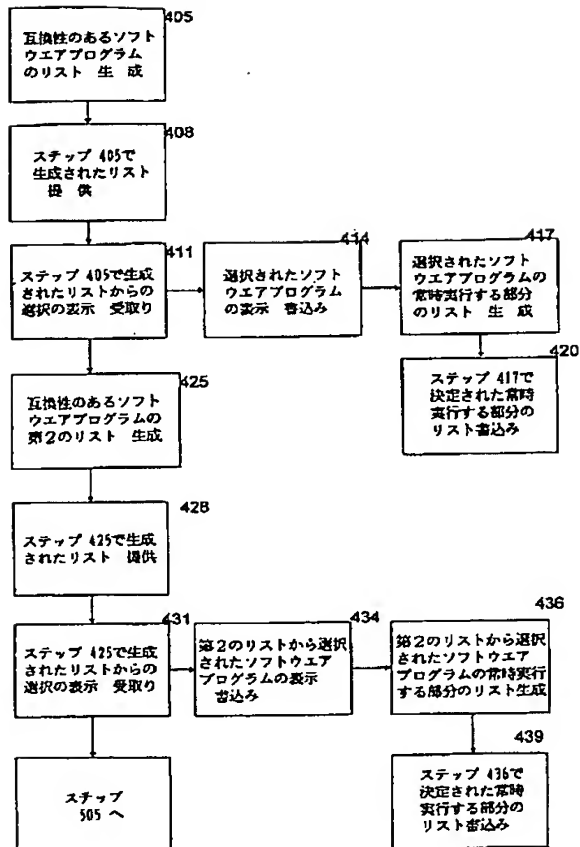 405
互換性のあるソフト
ウエアプログラム
のリスト 生 成
408
ステップ 405で
生成されたリスト
提 供
411
ステップ 405で生成
されたリストからの
選択の表示 受取り
414
選択されたソフト
ウエアプログラム
の表示 書込み
417
選択されたソフト
ウエアプログラムの
常時実行する部分
のリスト 生 成
420
ステップ 417で
決定された常時
実行する部分の
リスト書込み
425
互換性のあるソフト
ウエアプログラムの
第2のリスト 生成
428
ステップ 425で生成
されたリスト 提供
431
ステップ 425で生成
されたリストからの
選択の表示 受取り
434
第2のリストから選択
されたソフトウエア
プログラムの表示
書込み
436
第2のリストから選択
されたソフトウエア
プログラムの常時実行
する部分のリスト生成
439
ステップ 436で
決定された常時
実行する部分の
リスト書込み
ステップ
505 へ